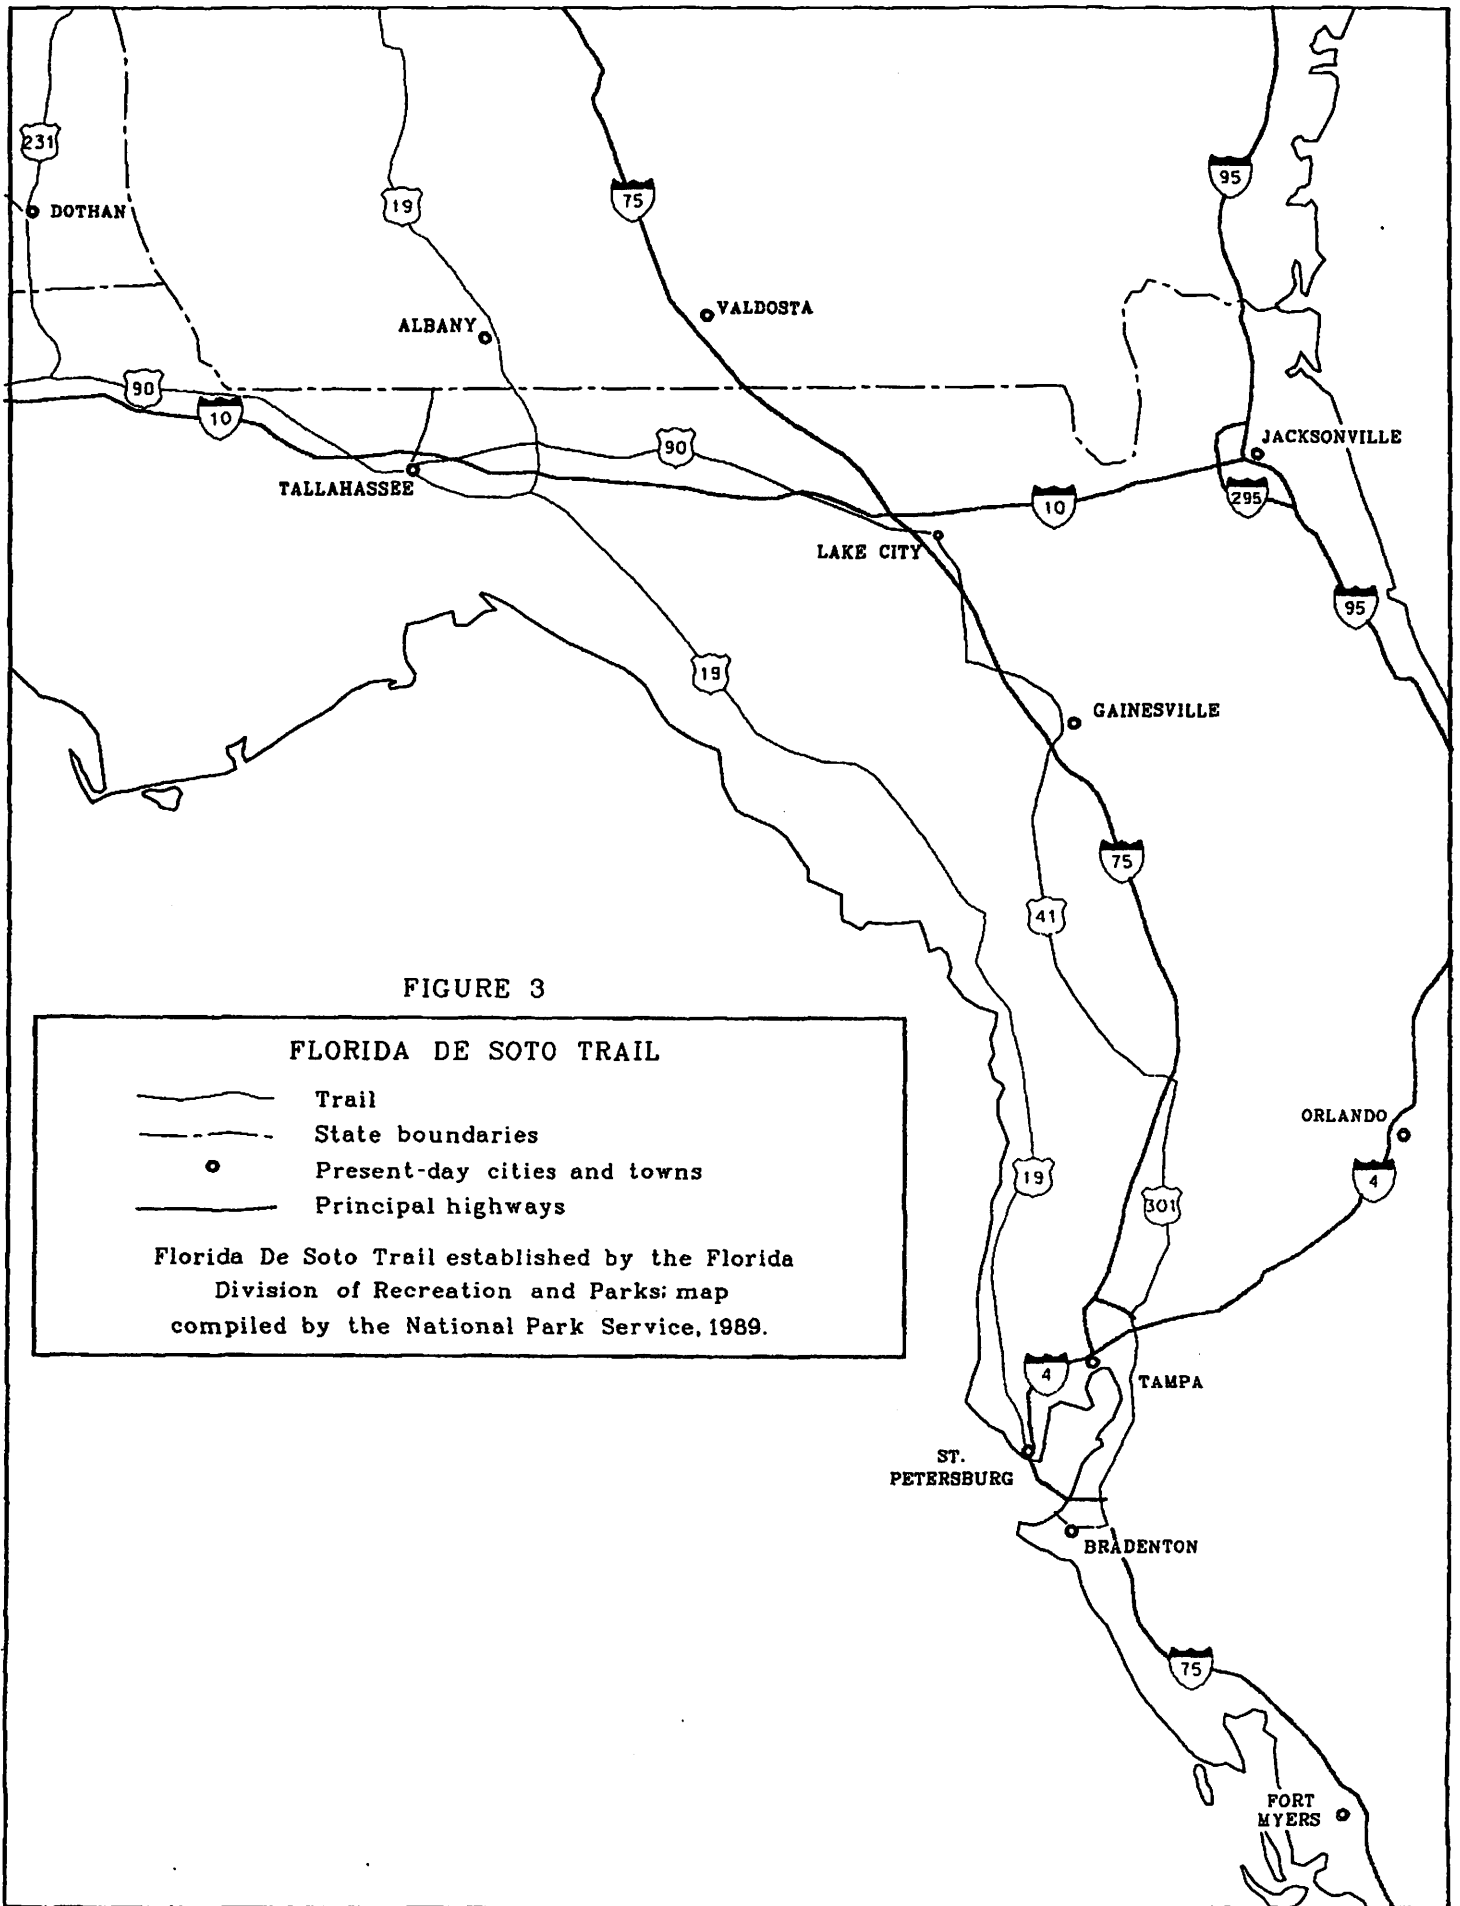 231
95
75
19
DOTHAN
VALDOSTA
ALBANY
90
10
JACKSONVILLE
90
TALLAHASSEE
295
10
LAKE CITY
95
19
GAINESVILLE
75
41
FIGURE 3
FLORIDA DE SOTO TRAIL
Trail
State boundaries
Present-day cities and towns
Principal highways
Florida De Soto Trail established by the Florida
Division of Recreation and Parks; map
compiled by the National Park Service, 1989.
ORLANDO
19
4
301
4
TAMPA
ST.
PETERSBURG
BRADENTON
75
FORT
MYERS